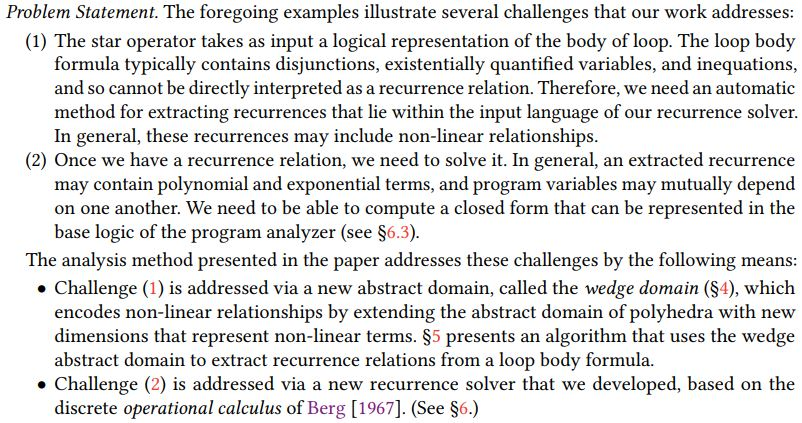 Problem Statement. The foregoing examples illustrate several challenges that our work addresses:
(1) The star operator takes as input a logical representation of the body of loop. The loop body
formula typically contains disjunctions, existentially quantified variables, and inequations,
and so cannot be directly interpreted as a recurrence relation. Therefore, we need an automatic
method for extracting recurrences that lie within the input language of our recurrence solver.
In general, these recurrences may include non-linear relationships.
(2) Once we have a recurrence relation, we need to solve it. In general, an extracted recurrence
may contain polynomial and exponential terms, and program variables may mutually depend
on one another. We need to be able to compute a closed form that can be represented in the
base logic of the program analyzer (see §6.3).
The analysis method presented in the paper addresses these challenges by the following means:
• Challenge (1) is addressed via a new abstract domain, called the wedge domain (§4), which
encodes non-linear relationships by extending the abstract domain of polyhedra with new
dimensions that represent non-linear terms. §5 presents an algorithm that uses the wedge
abstract domain to extract recurrence relations from a loop body formula.
• Challenge (2) is addressed via a new recurrence solver that we developed, based on the
discrete operational calculus of Berg [1967]. (See §6.)